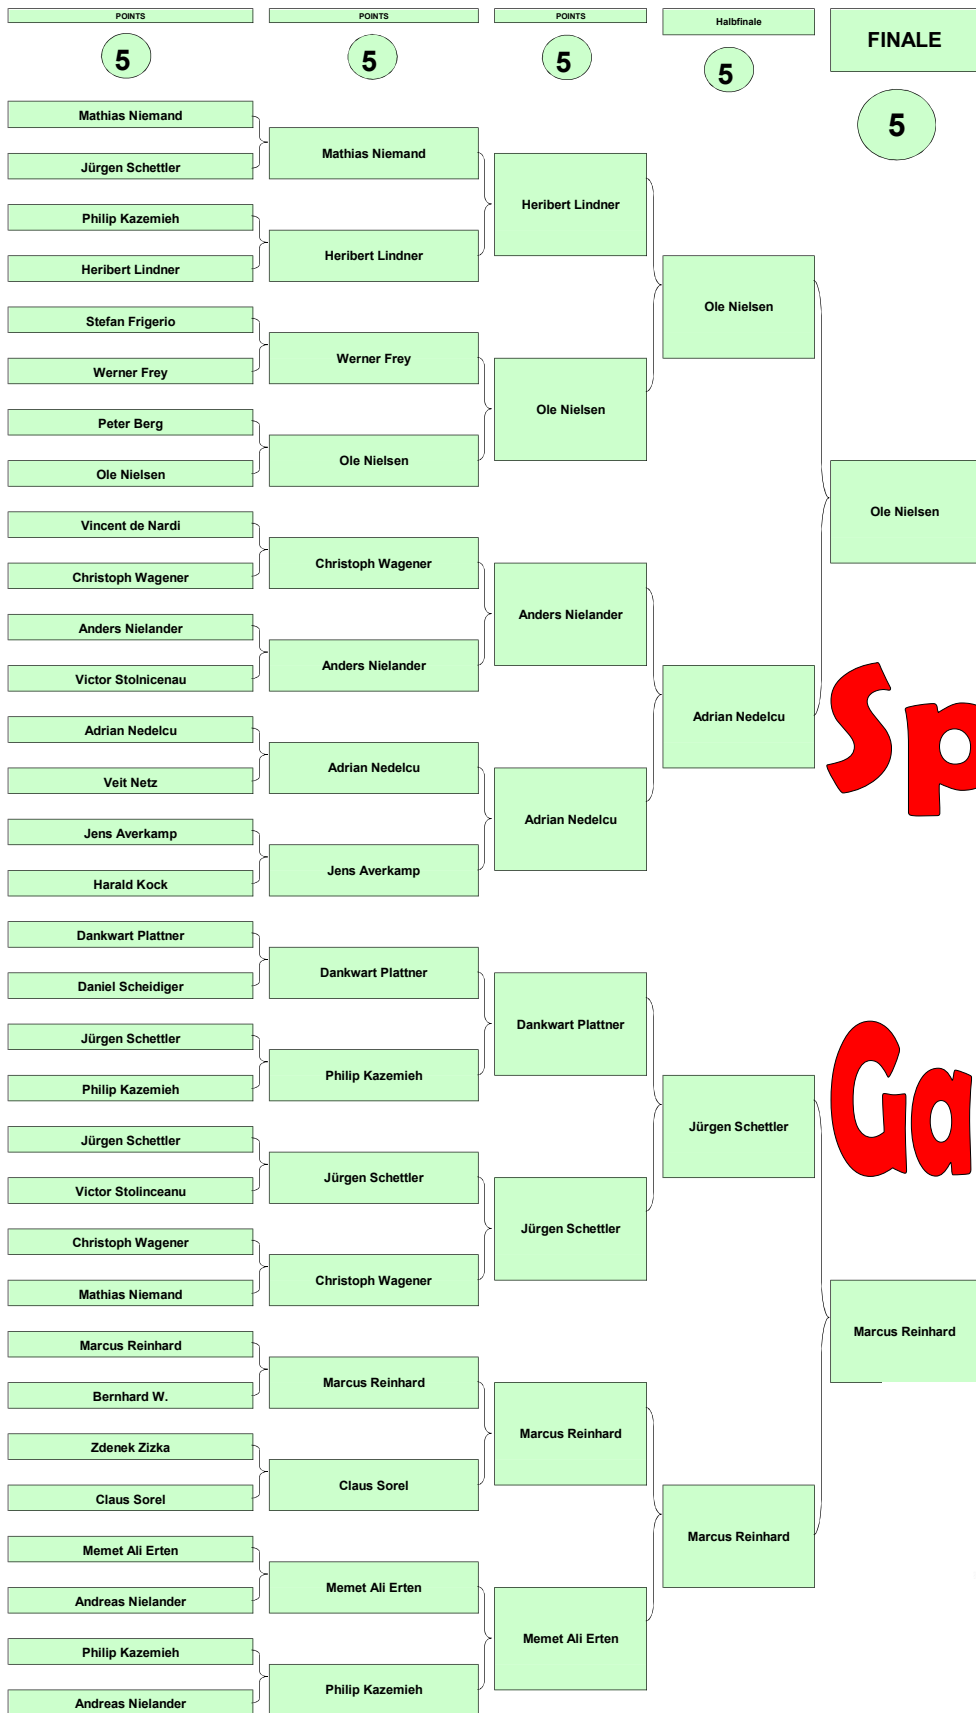 POINTS
POINTS
POINTS
Halbfinale
FINALE
5
5
5
5
5
Mathias Niemand
Jürgen Schettler
Philip Kazemieh
Heribert Lindner
Stefan Frigerio
Werner Frey
Peter Berg
Ole Nielsen
Vincent de Nardi
Christoph Wagener
Anders Nielander
Victor Stolnicenau
Adrian Nedelcu
Veit Netz
Jens Averkamp
Harald Kock
Dankwart Plattner
Daniel Scheidiger
Jürgen Schettler
Philip Kazemieh
Jürgen Schettler
Victor Stolinceanu
Christoph Wagener
Mathias Niemand
Marcus Reinhard
Bernhard W.
Zdenek Zizka
Claus Sorel
Memet Ali Erten
Andreas Nielander
Philip Kazemieh
Andreas Nielander
Mathias Niemand
Heribert Lindner
Werner Frey
Ole Nielsen
Christoph Wagener
Anders Nielander
Adrian Nedelcu
Jens Averkamp
Dankwart Plattner
Philip Kazemieh
Jürgen Schettler
Christoph Wagener
Marcus Reinhard
Claus Sorel
Memet Ali Erten
Philip Kazemieh
Heribert Lindner
Ole Nielsen
Anders Nielander
Adrian Nedelcu
Dankwart Plattner
Jürgen Schettler
Marcus Reinhard
Memet Ali Erten
Ole Nielsen
Adrian Nedelcu
Jürgen Schettler
Marcus Reinhard
Ole Nielsen
Marcus Reinhard
Sp
Ga